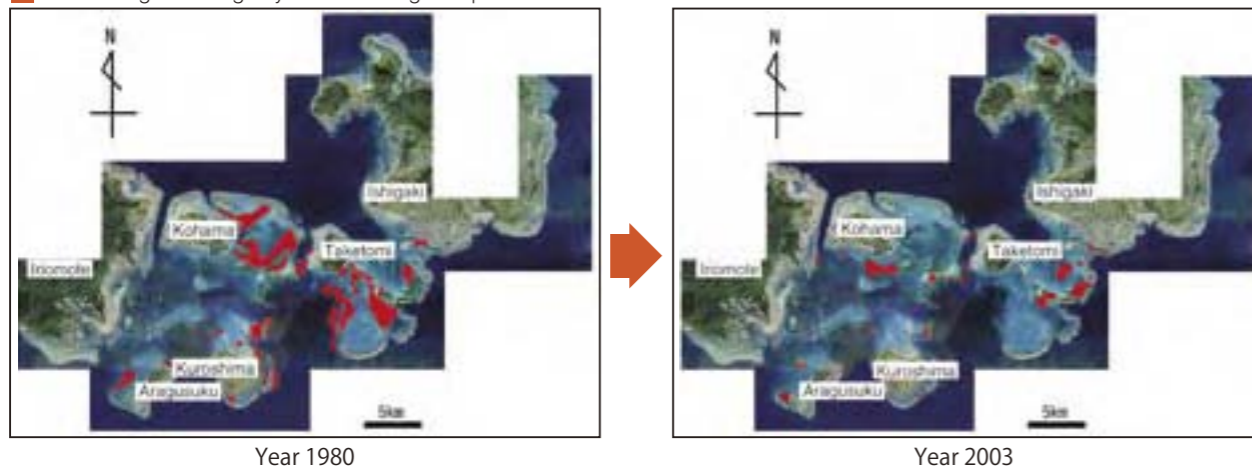 N
Ishigaki
Kohama
Taketomi
Iriomote
Kuroshima
Aragusuku
5km
Year 1980
N
Ishigaki
Kohama
Taketomi
Iriomote
Kuroshima
Aragusuku
5km
Year 2003